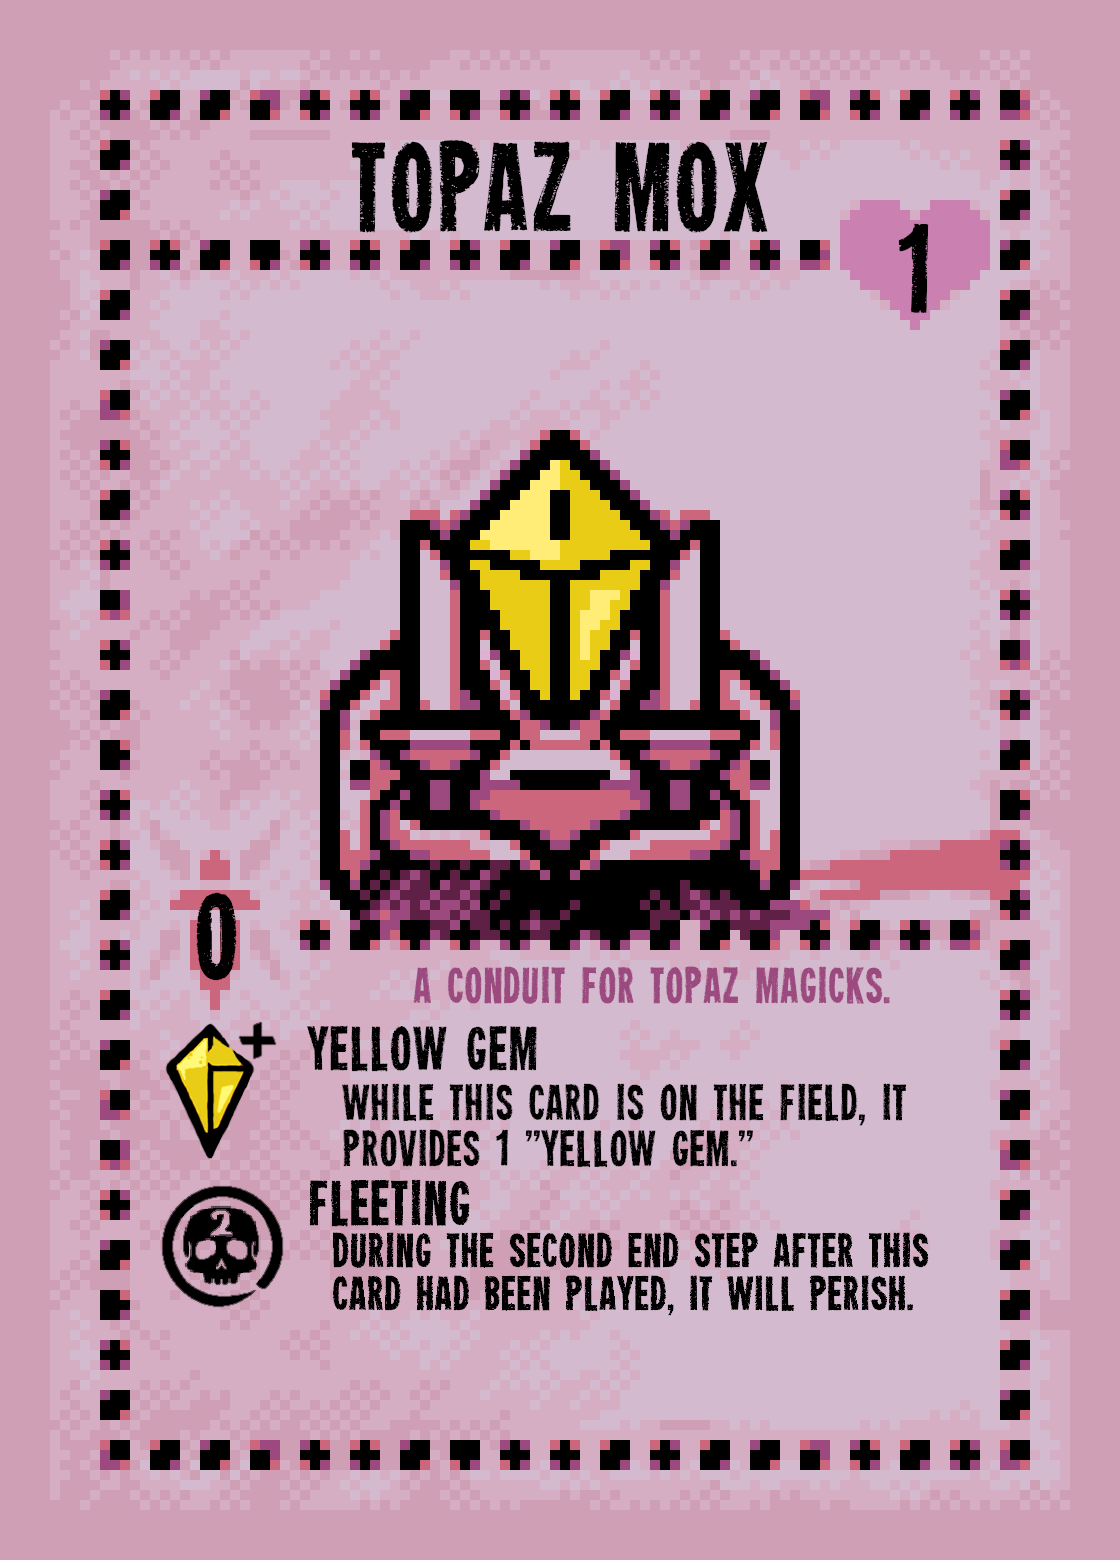 TOPAZ MOX
1
0
A CONDUIT FOR TOPAZ MAGICKS.
YELLOW GEM
WHILE THIS CARD IS ON THE FIELD, IT
PROVIDES 1 "YELLOW GEM."
2
FLEETING
DURING THE SECOND END STEP AFTER THIS
CARD HAD BEEN PLAYED, IT WILL PERISH.